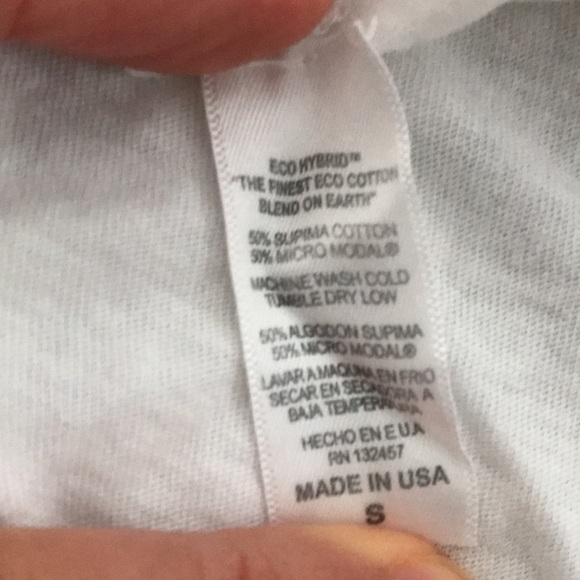 ECO HYBRID™
"THE FINEST ECO COTTON
BLEND ON EARTH"
50% SUPIMA COTTON
50% MICRO MODAL®
MACHINE WASH COLD
TUMBLE DRY LOW
50% ALGODON SUPIMA
50% MICRO MODAL®
LAVAR A MAQUINA EN FRIO
SECAR EN SECADORA A
BAJA TEMPERATURA
HECHO EN E U.A
RN 132457
MADE IN USA
S